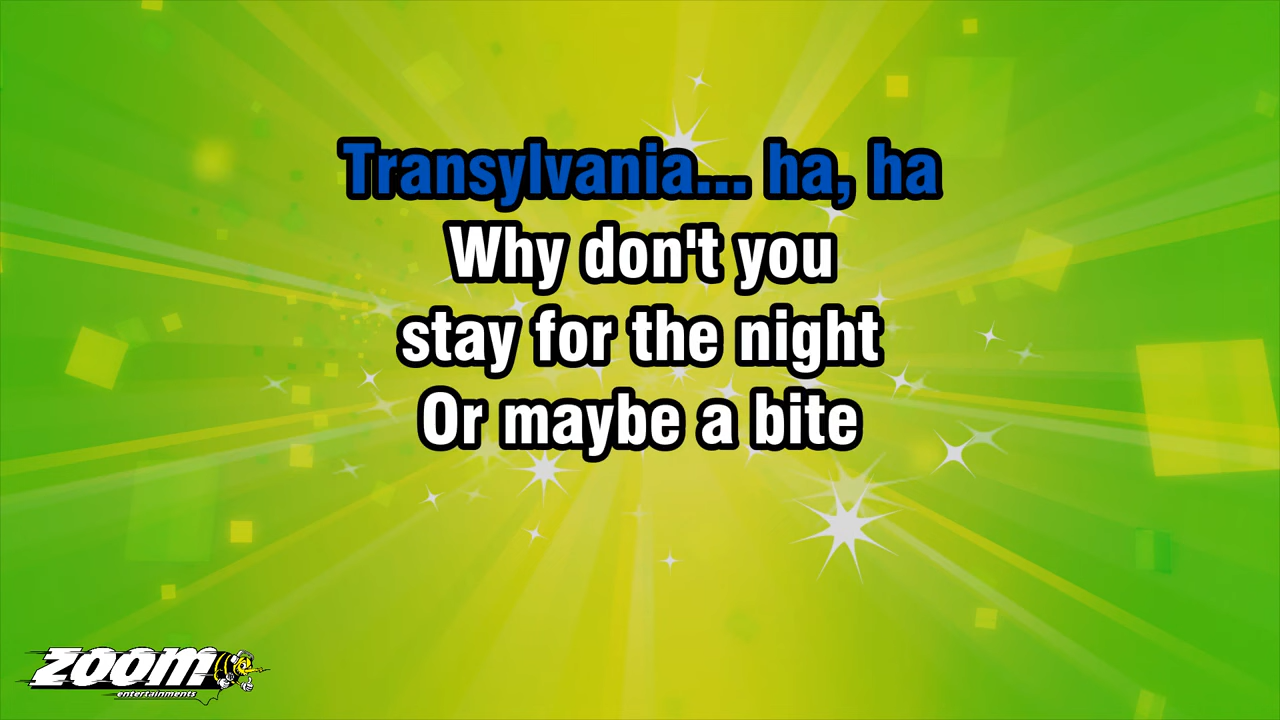 Transylvania... ha, ha
Why don't you
stay for the night
Or maybe a bite
zoom
entertainments